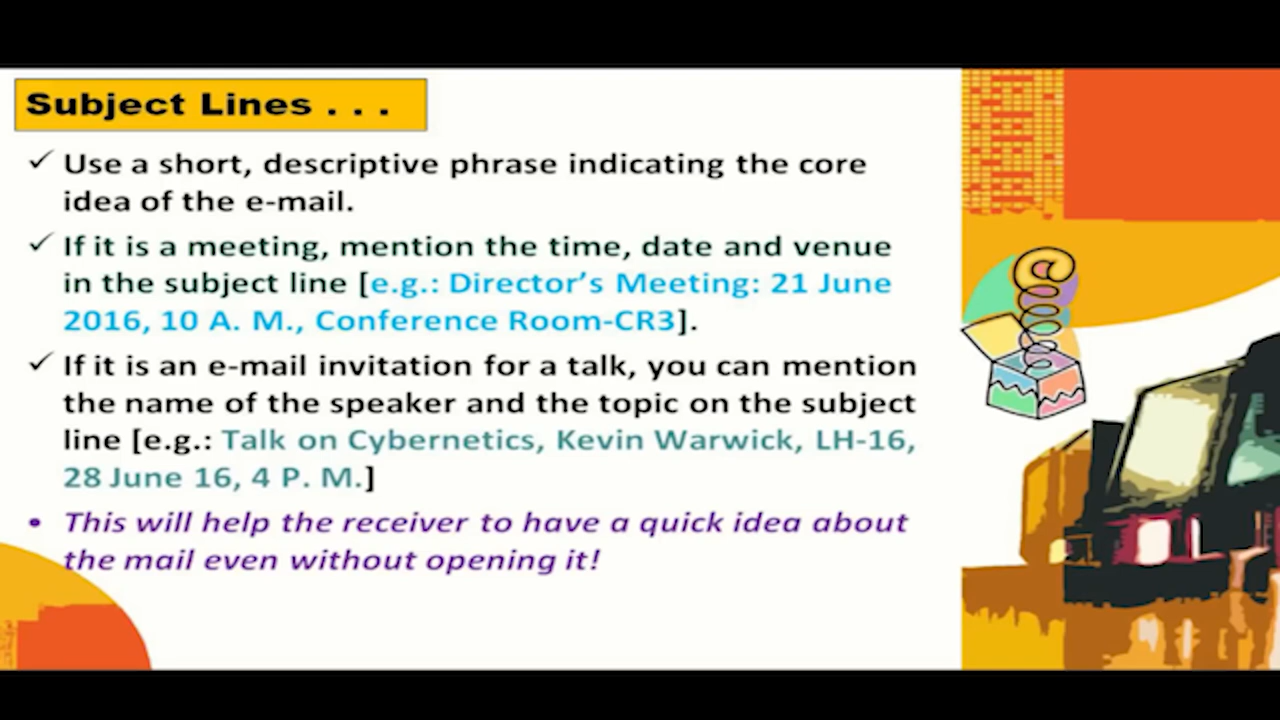 Subject Lines . . .
✓ Use a short, descriptive phrase indicating the core
idea of the e-mail.
✓ If it is a meeting, mention the time, date and venue
in the subject line [e.g.: Director’s Meeting: 21 June
2016, 10 A. M., Conference Room-CR3].
✓ If it is an e-mail invitation for a talk, you can mention
the name of the speaker and the topic on the subject
line [e.g.: Talk on Cybernetics, Kevin Warwick, LH-16,
28 June 16, 4 P. M.]
• This will help the receiver to have a quick idea about
the mail even without opening it!